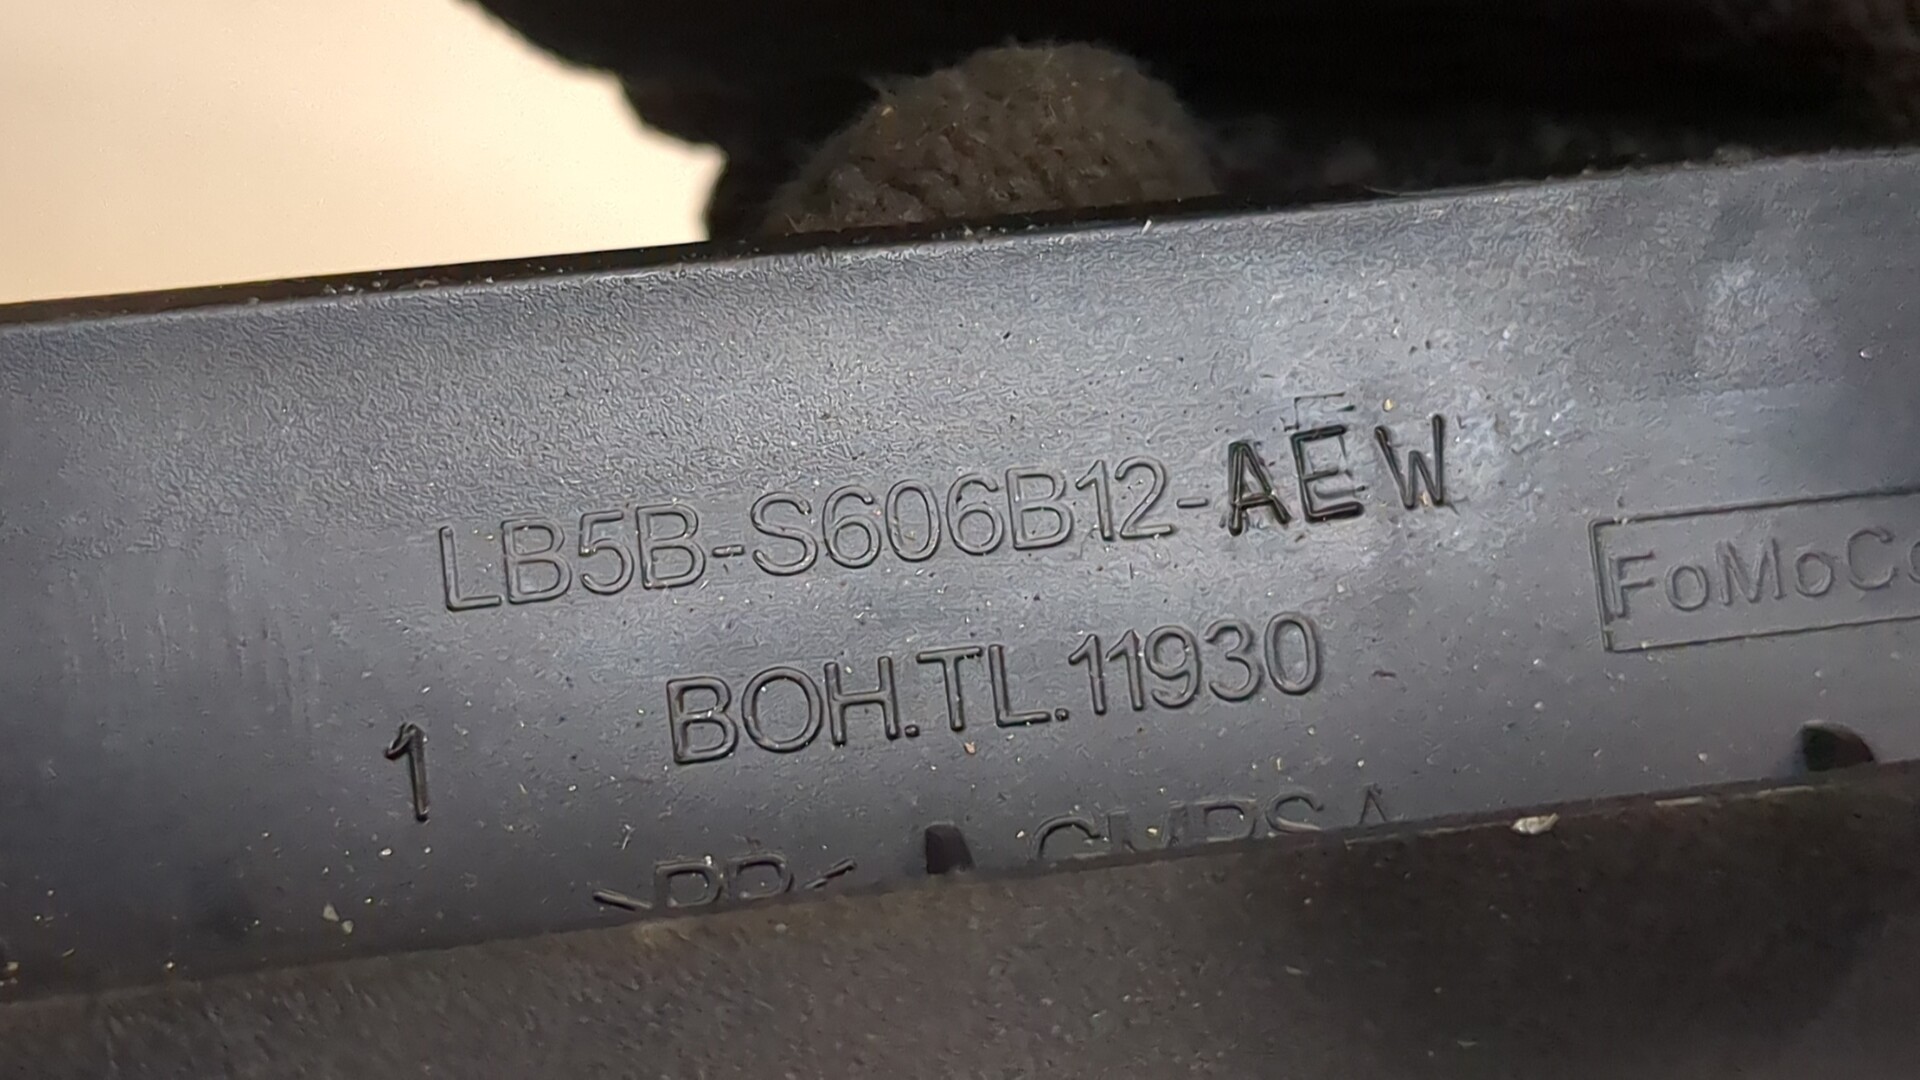 LB5B-S606B12-AEW
FoMoCo
BOH.TL.11930
1